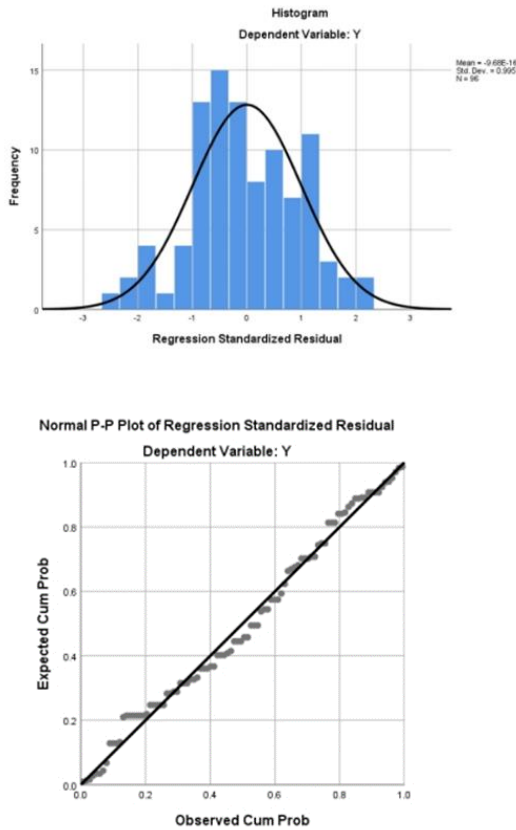 Histogram
Dependent Variable: Y
Mean = -9.68E-16
Std. Dev. = 0.995
N = 96
15
10
5
0
Frequency
-3 -2 -1 0 1 2 3
Regression Standardized Residual
Normal P-P Plot of Regression Standardized Residual
Dependent Variable: Y
1.0
0.8
0.6
0.4
0.2
0.0
Expected Cum Prob
0.0 0.2 0.4 0.6 0.8 1.0
Observed Cum Prob